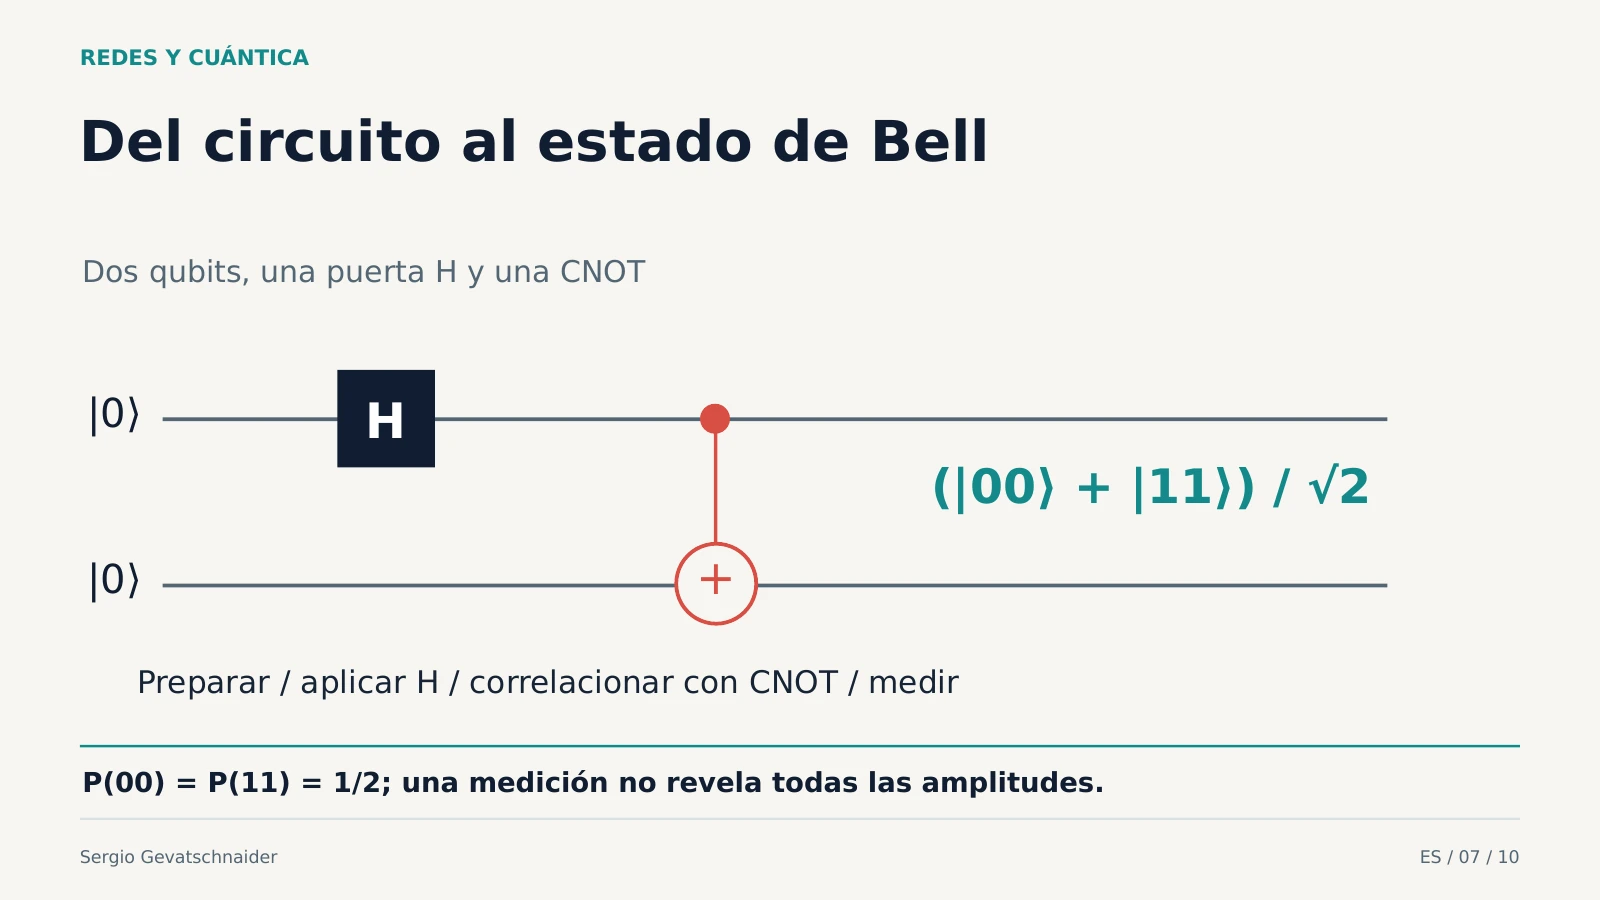 REDES Y CUÁNTICA
Del circuito al estado de Bell
Dos qubits, una puerta H y una CNOT
|0⟩
H
(|00⟩ + |11⟩) / √2
|0⟩
+
Preparar / aplicar H / correlacionar con CNOT / medir
P(00) = P(11) = 1/2; una medición no revela todas las amplitudes.
Sergio Gevatschnaider
ES / 07 / 10